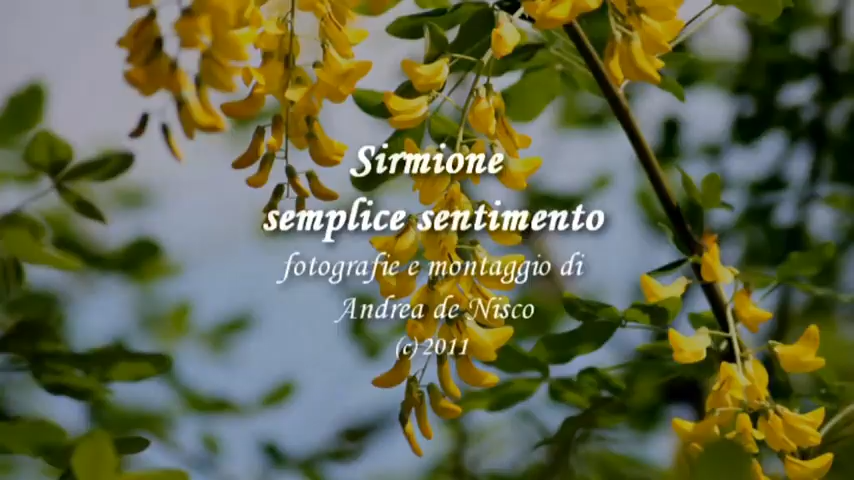 Sirmione
semplice sentimento
fotografie e montaggio di
Andrea de Nisco
(c) 2011